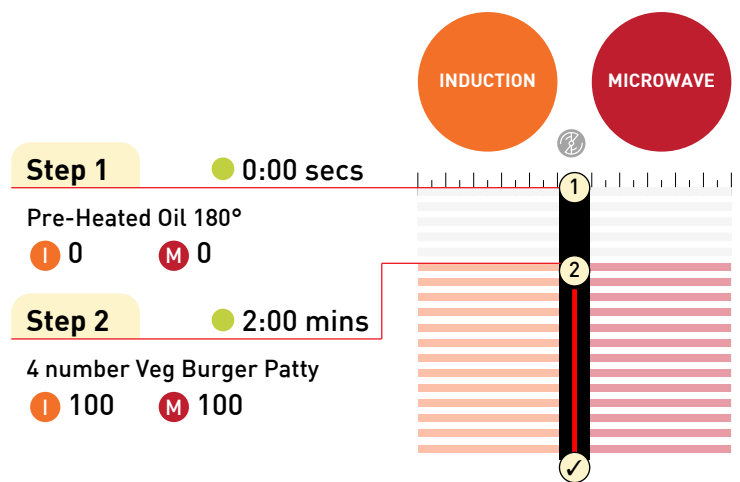 INDUCTION MICROWAVE
Step 1 0:00 secs
1
Pre-Heated Oil 180°
I 0 M 0
2
Step 2 2:00 mins
4 number Veg Burger Patty
I 100 M 100
✓